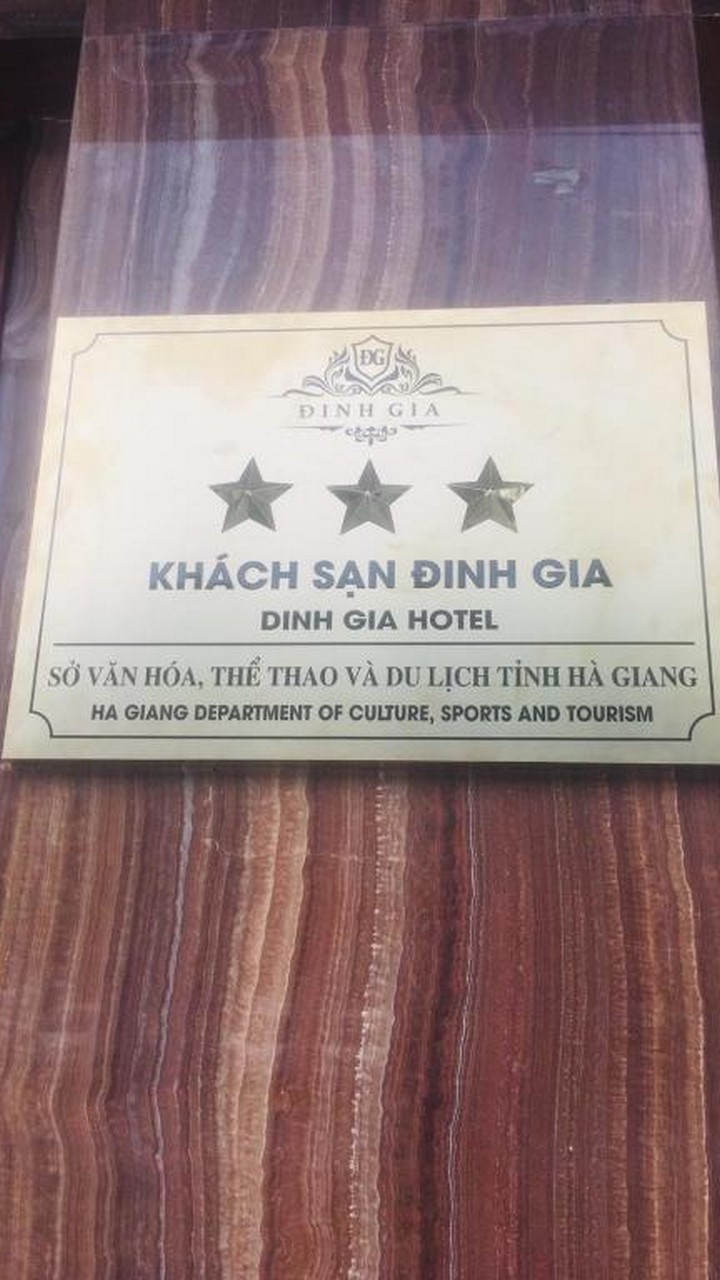 ĐG
ĐINH GIA
KHÁCH SẠN ĐINH GIA
DINH GIA HOTEL
SỞ VĂN HÓA, THỂ THAO VÀ DU LỊCH TỈNH HÀ GIANG
HA GIANG DEPARTMENT OF CULTURE, SPORTS AND TOURISM